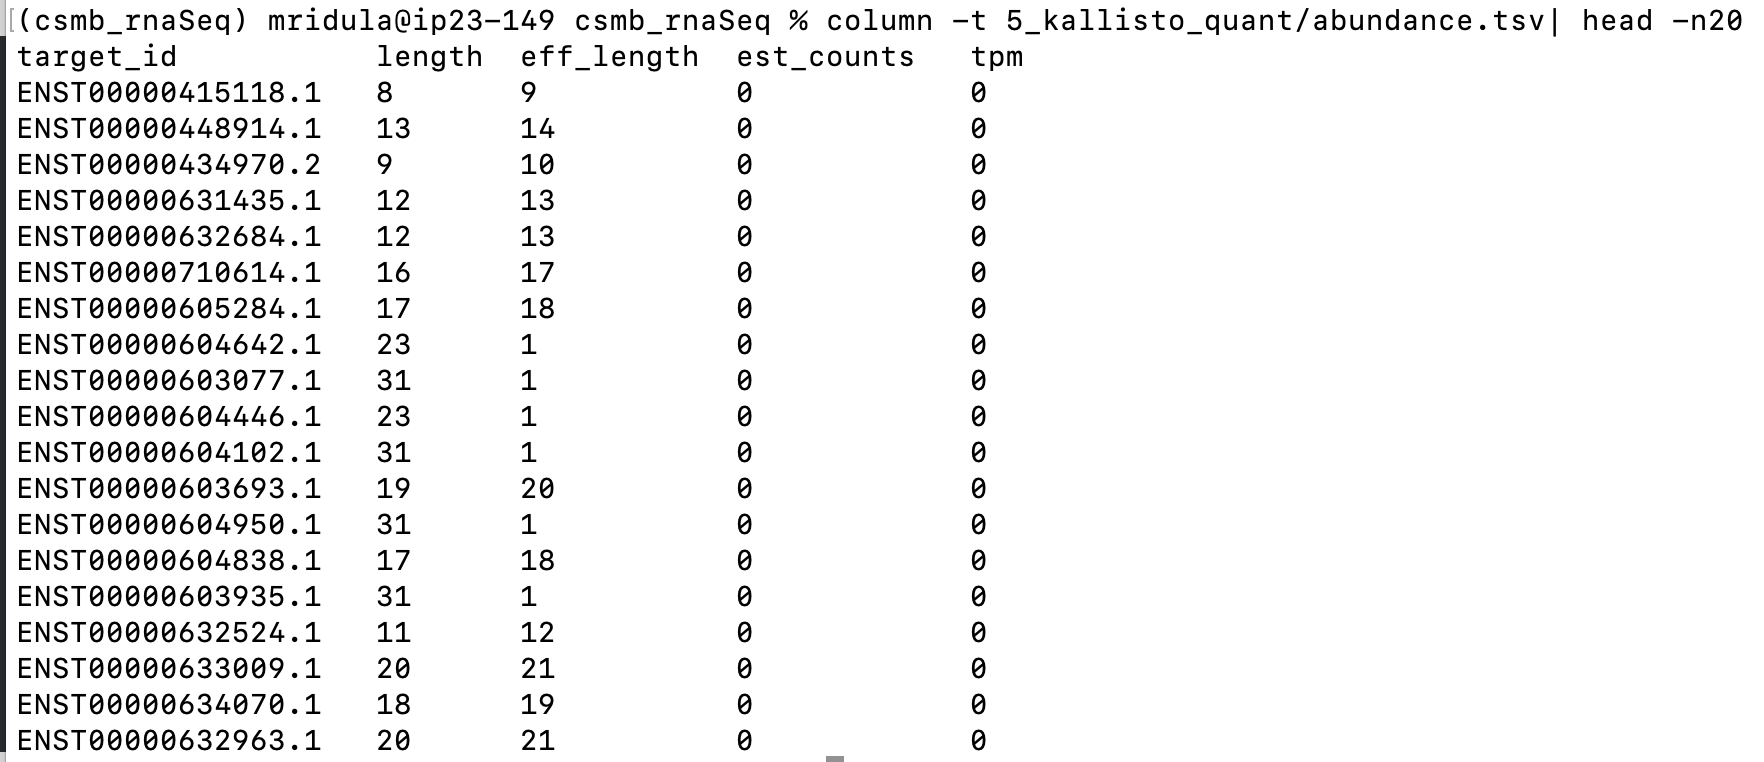 (csmb_rnaSeq) mridula@ip23-149 csmb_rnaSeq % column -t 5_kallisto_quant/abundance.tsv| head -n20
target_id length eff_length est_counts tpm
ENST00000415118.1 8 9 0 0
ENST00000448914.1 13 14 0 0
ENST00000434970.2 9 10 0 0
ENST00000631435.1 12 13 0 0
ENST00000632684.1 12 13 0 0
ENST00000710614.1 16 17 0 0
ENST00000605284.1 17 18 0 0
ENST00000604642.1 23 1 0 0
ENST00000603077.1 31 1 0 0
ENST00000604446.1 23 1 0 0
ENST00000604102.1 31 1 0 0
ENST00000603693.1 19 20 0 0
ENST00000604950.1 31 1 0 0
ENST00000604838.1 17 18 0 0
ENST00000603935.1 31 1 0 0
ENST00000632524.1 11 12 0 0
ENST00000633009.1 20 21 0 0
ENST00000634070.1 18 19 0 0
ENST00000632963.1 20 21 0 0